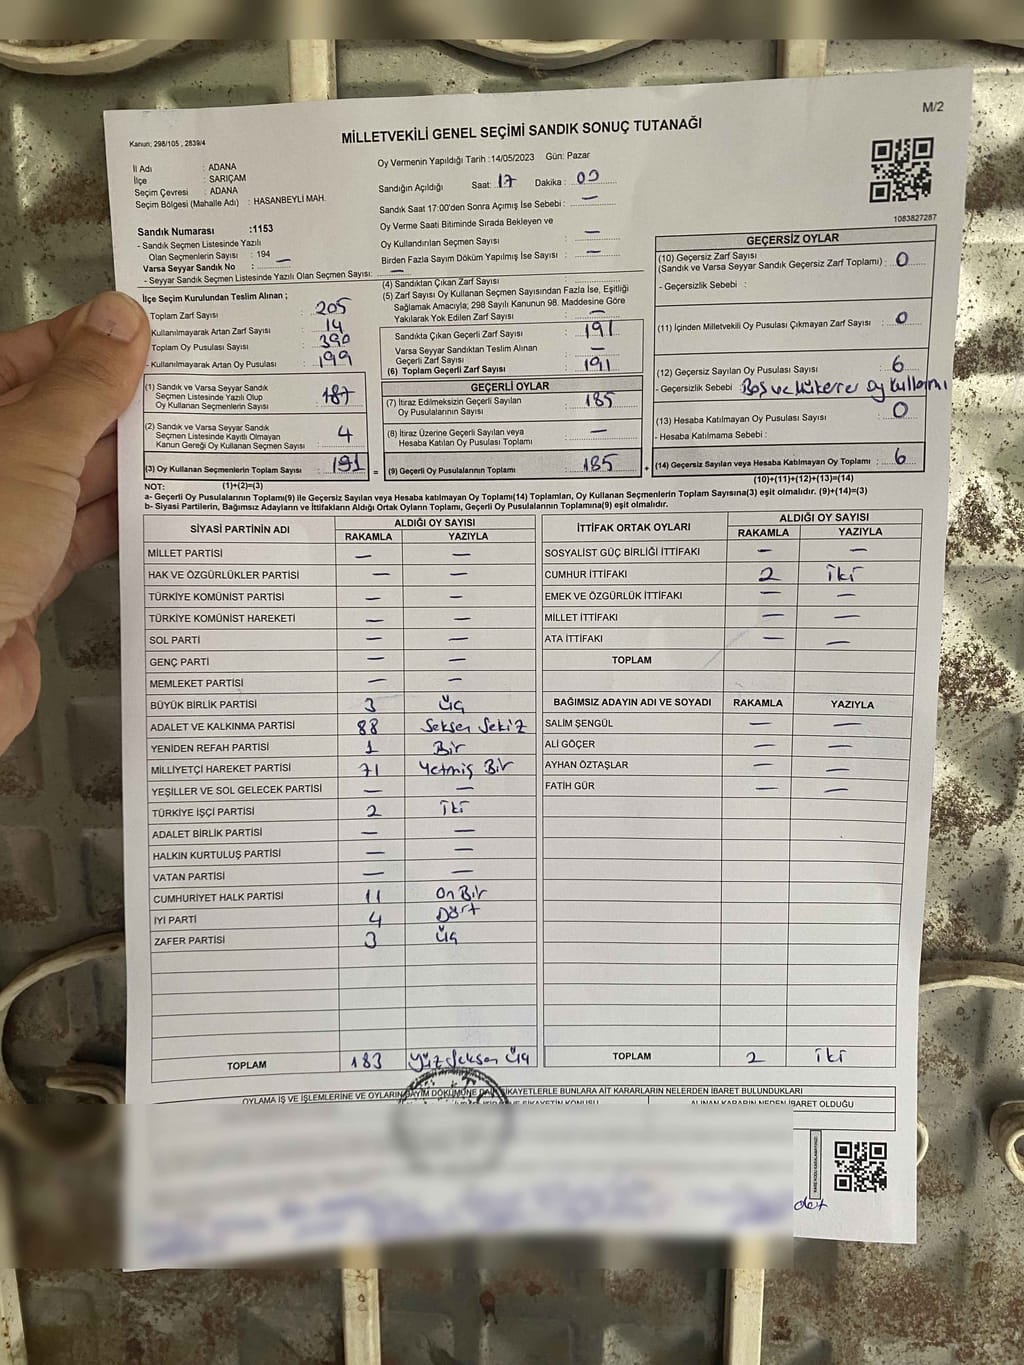 M/2
Kanun; 298/105 , 2839/4
MİLLETVEKİLİ GENEL SEÇİMİ SANDIK SONUÇ TUTANAĞI
İl Adı : ADANA
İlçe : SARIÇAM
Seçim Çevresi : ADANA
Seçim Bölgesi (Mahalle Adı) : HASANBEYLİ MAH.
Oy Vermenin Yapıldığı Tarih :14/05/2023 Gün: Pazar
Sandığın Açıldığı Saat: 17 Dakika : 00
Sandık Saat 17:00'den Sonra Açımış İse Sebebi : —
Oy Verme Saati Bitiminde Sırada Bekleyen ve
Oy Kullandırılan Seçmen Sayısı : —
Birden Fazla Sayım Döküm Yapılmış İse Sayısı : —
1083827287
Sandık Numarası :1153
- Sandık Seçmen Listesinde Yazılı
Olan Seçmenlerin Sayısı : 194
Varsa Seyyar Sandık No : —
- Seyyar Sandık Seçmen Listesinde Yazılı Olan Seçmen Sayısı: —
İlçe Seçim Kurulundan Teslim Alınan ;
Toplam Zarf Sayısı : 205
- Kullanılmayarak Artan Zarf Sayısı : 14
Toplam Oy Pusulası Sayısı : 390
- Kullanılmayarak Artan Oy Pusulası : 199
(1) Sandık ve Varsa Seyyar Sandık
Seçmen Listesinde Yazılı Olup
Oy Kullanan Seçmenlerin Sayısı : 187
(2) Sandık ve Varsa Seyyar Sandık
Seçmen Listesinde Kayıtlı Olmayan
Kanun Gereği Oy Kullanan Seçmen Sayısı : 4
(3) Oy Kullanan Seçmenlerin Toplam Sayısı : 191
(4) Sandıktan Çıkan Zarf Sayısı :
(5) Zarf Sayısı Oy Kullanan Seçmen Sayısından Fazla İse, Eşitliği
Sağlamak Amacıyla; 298 Sayılı Kanunun 98. Maddesine Göre
Yakılarak Yok Edilen Zarf Sayısı : —
Sandıkta Çıkan Geçerli Zarf Sayısı : 191
Varsa Seyyar Sandıktan Teslim Alınan
Geçerli Zarf Sayısı : —
(6) Toplam Geçerli Zarf Sayısı : 191
GEÇERLİ OYLAR
(7) İtiraz Edilmeksizin Geçerli Sayılan
Oy Pusulalarının Sayısı : 185
(8) İtiraz Üzerine Geçerli Sayılan veya
Hesaba Katılan Oy Pusulası Toplamı : —
= (9) Geçerli Oy Pusulalarının Toplamı : 185 +
GEÇERSİZ OYLAR
(10) Geçersiz Zarf Sayısı
(Sandık ve Varsa Seyyar Sandık Geçersiz Zarf Toplamı) : 0
- Geçersizlik Sebebi :
(11) İçinden Milletvekili Oy Pusulası Çıkmayan Zarf Sayısı : 0
(12) Geçersiz Sayılan Oy Pusulası Sayısı : 6
- Geçersizlik Sebebi : Boş ve Mükerer oy kullanımı
(13) Hesaba Katılmayan Oy Pusulası Sayısı : 0
- Hesaba Katılmama Sebebi :
(14) Geçersiz Sayılan veya Hesaba Katılmayan Oy Toplamı : 6
NOT: (1)+(2)=(3)
(10)+(11)+(12)+(13)=(14)
a- Geçerli Oy Pusulalarının Toplamı(9) ile Geçersiz Sayılan veya Hesaba katılmayan Oy Toplamı(14) Toplamları, Oy Kullanan Seçmenlerin Toplam Sayısına(3) eşit olmalıdır. (9)+(14)=(3)
b- Siyasi Partilerin, Bağımsız Adayların ve İttifakların Aldığı Ortak Oyların Toplamı, Geçerli Oy Pusulalarının Toplamına(9) eşit olmalıdır.
SİYASİ PARTİNİN ADI ALDIĞI OY SAYISI
RAKAMLA YAZIYLA
MİLLET PARTİSİ — —
HAK VE ÖZGÜRLÜKLER PARTİSİ — —
TÜRKİYE KOMÜNİST PARTİSİ — —
TÜRKİYE KOMÜNİST HAREKETİ — —
SOL PARTİ — —
GENÇ PARTİ — —
MEMLEKET PARTİSİ — —
BÜYÜK BİRLİK PARTİSİ 3 Üç
ADALET VE KALKINMA PARTİSİ 88 Seksen Sekiz
YENİDEN REFAH PARTİSİ 1 Bir
MİLLİYETÇİ HAREKET PARTİSİ 71 Yetmiş Bir
YEŞİLLER VE SOL GELECEK PARTİSİ — —
TÜRKİYE İŞÇİ PARTİSİ 2 İki
ADALET BİRLİK PARTİSİ — —
HALKIN KURTULUŞ PARTİSİ — —
VATAN PARTİSİ — —
CUMHURİYET HALK PARTİSİ 11 On Bir
İYİ PARTİ 4 Dört
ZAFER PARTİSİ 3 Üç
TOPLAM 183 Yüz Seksen Üç
İTTİFAK ORTAK OYLARI ALDIĞI OY SAYISI
RAKAMLA YAZIYLA
SOSYALİST GÜÇ BİRLİĞİ İTTİFAKI — —
CUMHUR İTTİFAKI 2 İki
EMEK VE ÖZGÜRLÜK İTTİFAKI — —
MİLLET İTTİFAKI — —
ATA İTTİFAKI — —
TOPLAM
BAĞIMSIZ ADAYIN ADI VE SOYADI RAKAMLA YAZIYLA
SALİM ŞENGÜL — —
ALİ GÖÇER — —
AYHAN ÖZTAŞLAR — —
FATİH GÜR — —
TOPLAM 2 İki
OYLAMA İŞ VE İŞLEMLERİNE VE OYLARIN SAYIM DÖKÜMÜNE DAİR ŞİKAYETLERLE BUNLARA AİT KARARLARIN NELERDEN İBARET BULUNDUKLARI
ALINAN KARARIN NEDEN İBARET OLDUĞU